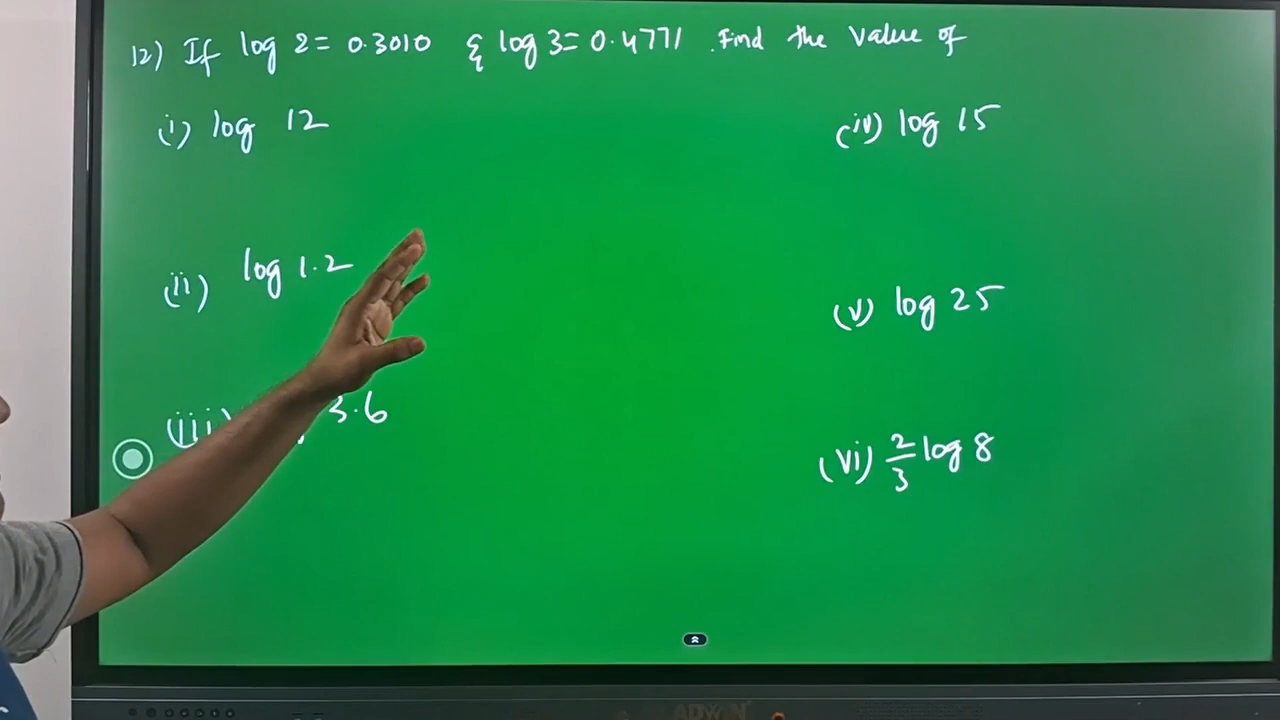 12) If log 2 = 0.3010 & log 3 = 0.4771 . Find the value of
(i) log 12
(ii) log 1.2
(iii) 3.6
(iv) log 15
(v) log 25
(vi) 2/3 log 8